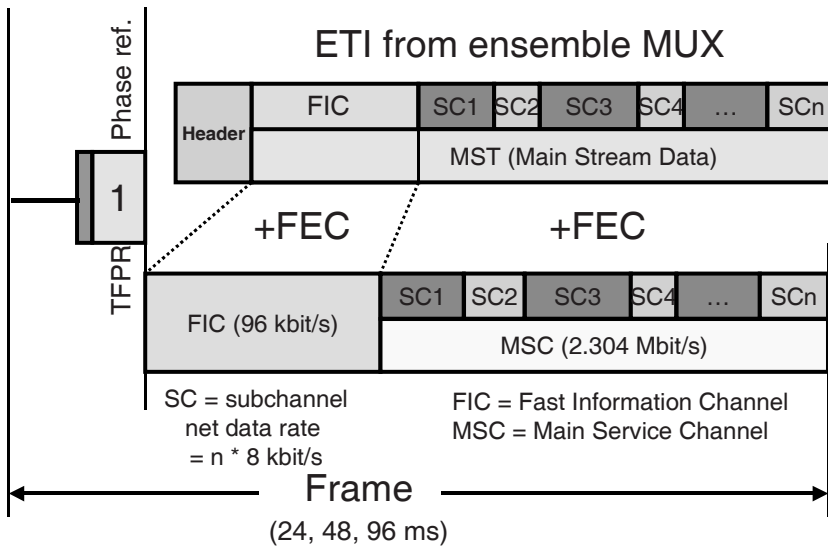 ETI from ensemble MUX
Phase ref.
Header
FIC
SC1 SC2 SC3 SC4 ... SCn
MST (Main Stream Data)
1
TFPR
+FEC
+FEC
SC1 SC2 SC3 SC4 ... SCn
FIC (96 kbit/s)
MSC (2.304 Mbit/s)
SC = subchannel
net data rate
= n * 8 kbit/s
FIC = Fast Information Channel
MSC = Main Service Channel
Frame
(24, 48, 96 ms)